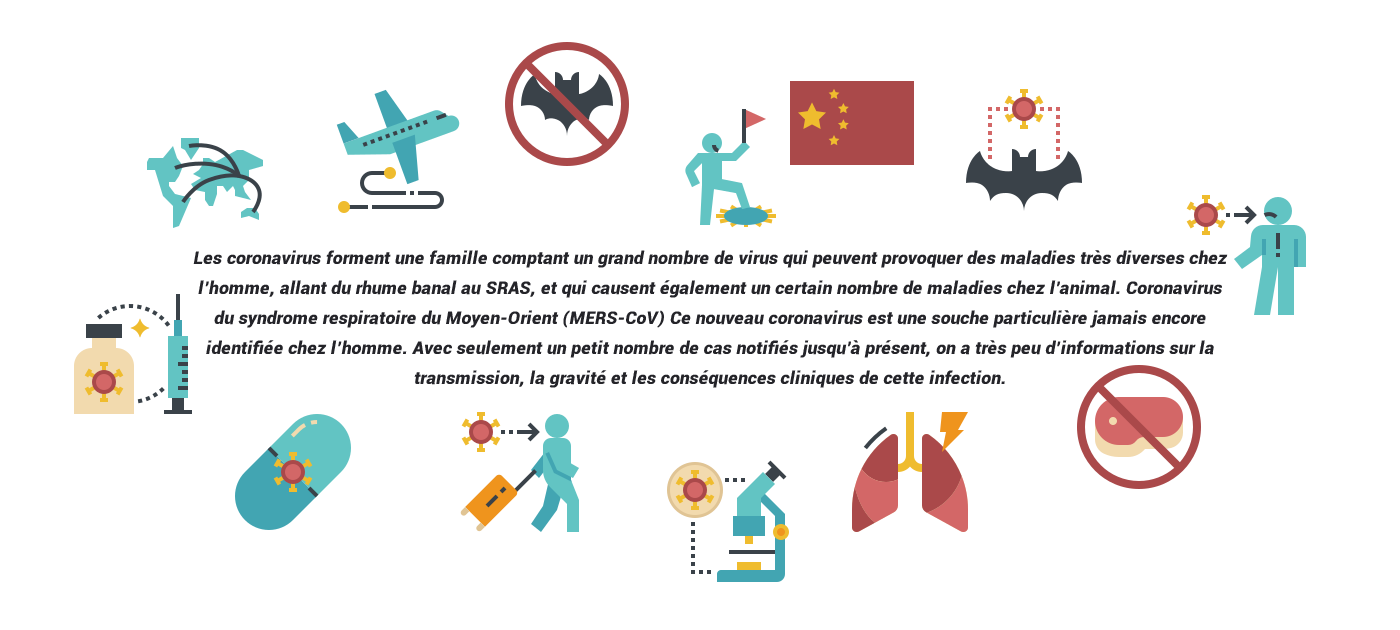 Les coronavirus forment une famille comptant un grand nombre de virus qui peuvent provoquer des maladies très diverses chez
l'homme, allant du rhume banal au SRAS, et qui causent également un certain nombre de maladies chez l'animal. Coronavirus
du syndrome respiratoire du Moyen-Orient (MERS-CoV) Ce nouveau coronavirus est une souche particulière jamais encore
identifiée chez l'homme. Avec seulement un petit nombre de cas notifiés jusqu'à présent, on a très peu d'informations sur la
transmission, la gravité et les conséquences cliniques de cette infection.